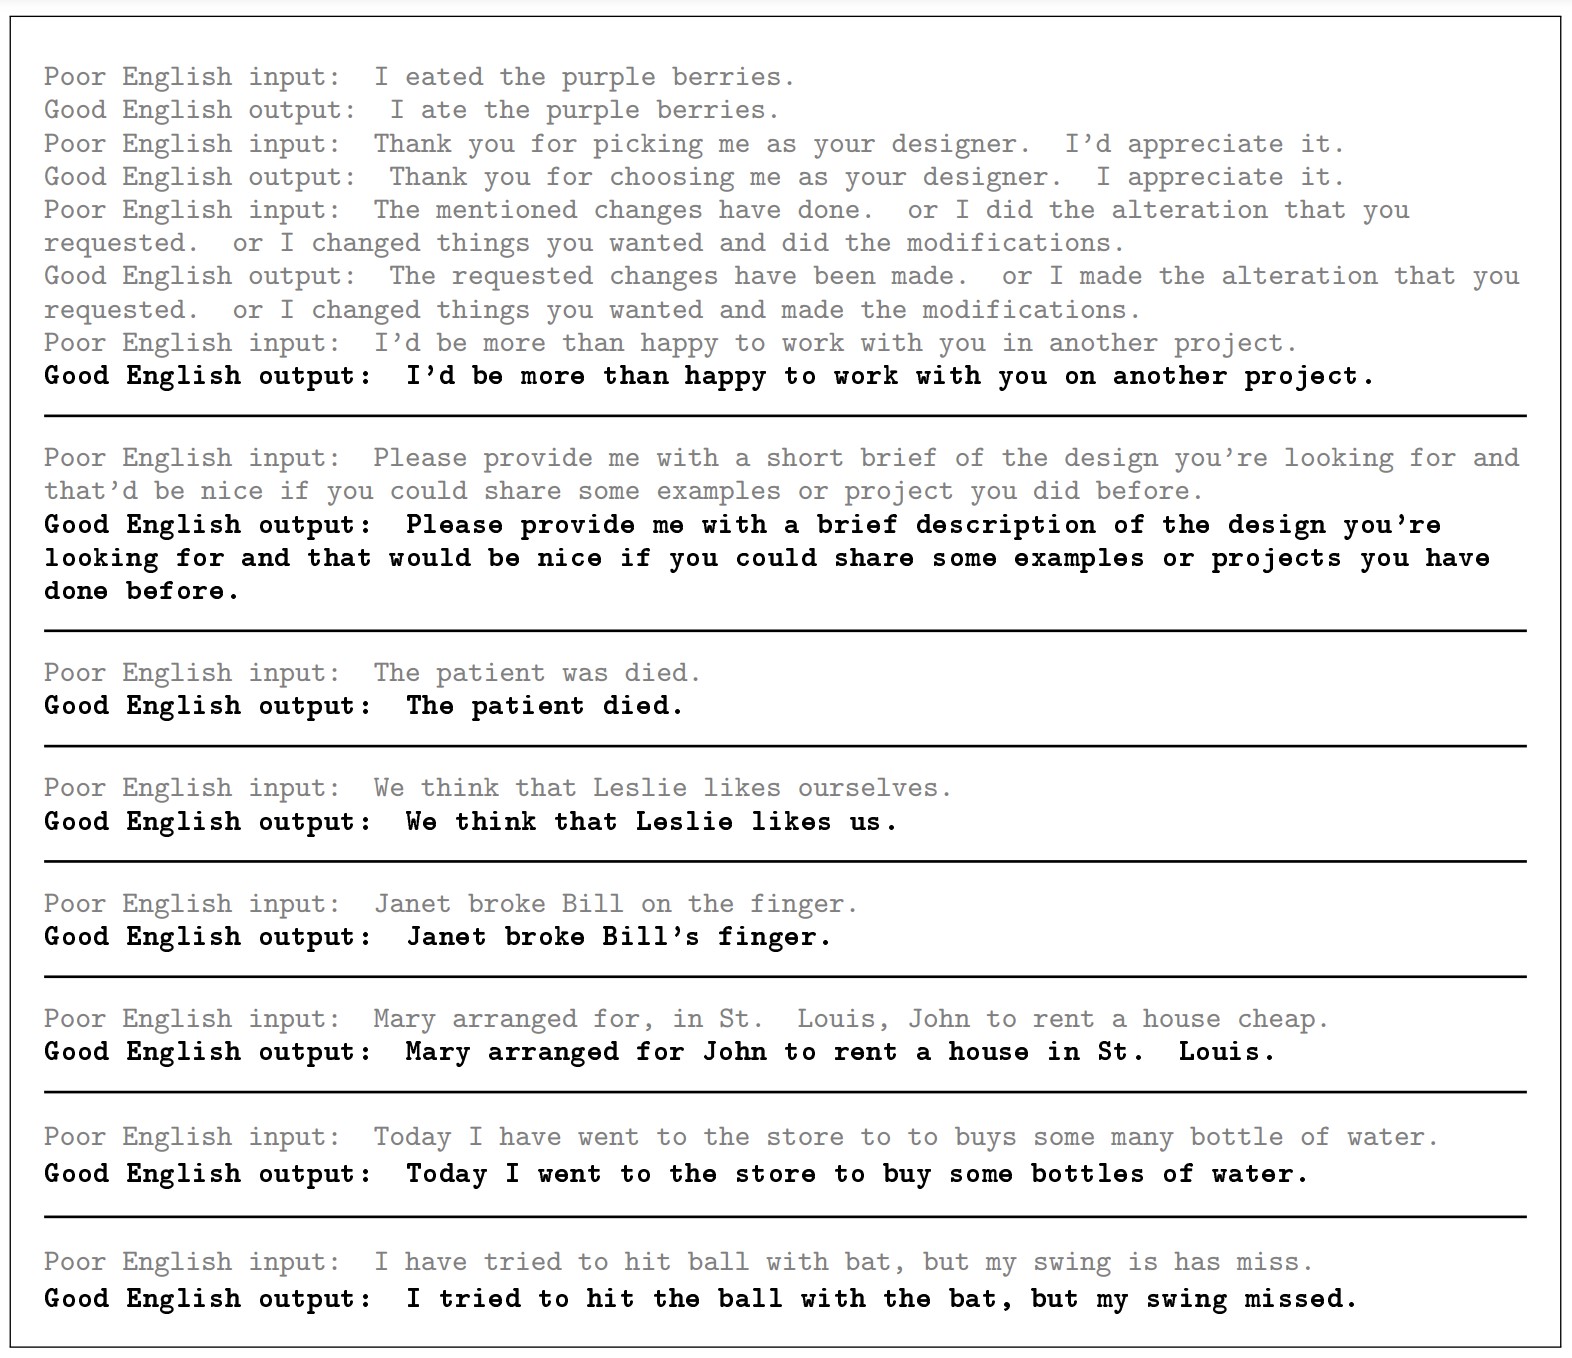 Poor English input: I eated the purple berries.
Good English output: I ate the purple berries.
Poor English input: Thank you for picking me as your designer. I’d appreciate it.
Good English output: Thank you for choosing me as your designer. I appreciate it.
Poor English input: The mentioned changes have done. or I did the alteration that you
requested. or I changed things you wanted and did the modifications.
Good English output: The requested changes have been made. or I made the alteration that you
requested. or I changed things you wanted and made the modifications.
Poor English input: I’d be more than happy to work with you in another project.
Good English output: I’d be more than happy to work with you on another project.
Poor English input: Please provide me with a short brief of the design you’re looking for and
that’d be nice if you could share some examples or project you did before.
Good English output: Please provide me with a brief description of the design you’re
looking for and that would be nice if you could share some examples or projects you have
done before.
Poor English input: The patient was died.
Good English output: The patient died.
Poor English input: We think that Leslie likes ourselves.
Good English output: We think that Leslie likes us.
Poor English input: Janet broke Bill on the finger.
Good English output: Janet broke Bill’s finger.
Poor English input: Mary arranged for, in St. Louis, John to rent a house cheap.
Good English output: Mary arranged for John to rent a house in St. Louis.
Poor English input: Today I have went to the store to to buys some many bottle of water.
Good English output: Today I went to the store to buy some bottles of water.
Poor English input: I have tried to hit ball with bat, but my swing is has miss.
Good English output: I tried to hit the ball with the bat, but my swing missed.